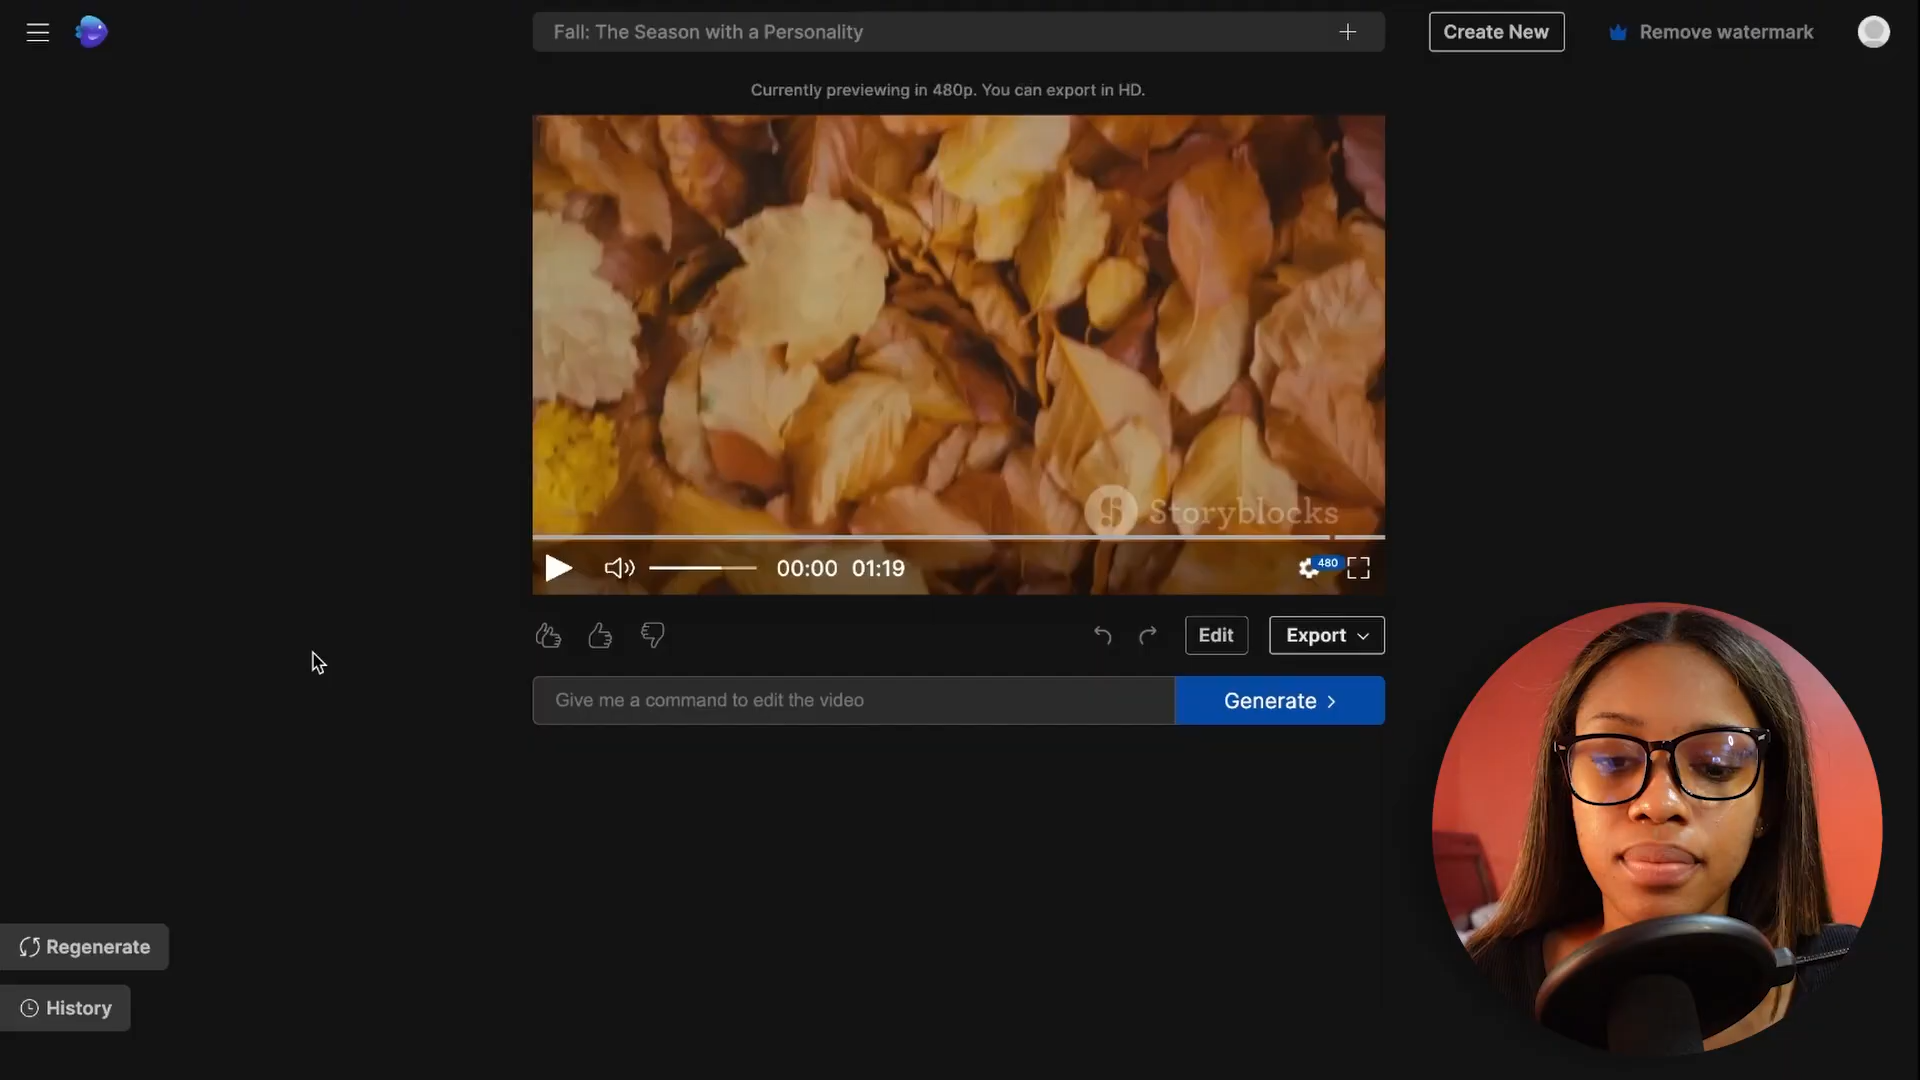 Fall: The Season with a Personality
Create New
Remove watermark
Currently previewing in 480p. You can export in HD.
Storyblocks
00:00 01:19
480
Edit
Export
Give me a command to edit the video
Generate
Regenerate
History